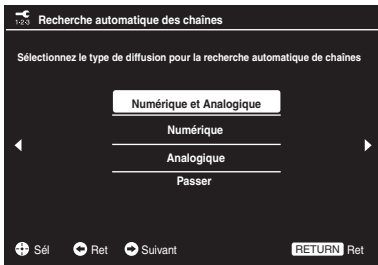 1·2·3 Recherche automatique des chaînes
Sélectionnez le type de diffusion pour la recherche automatique de chaînes
Numérique et Analogique
Numérique
Analogique
Passer
Sél Ret Suivant RETURN Ret